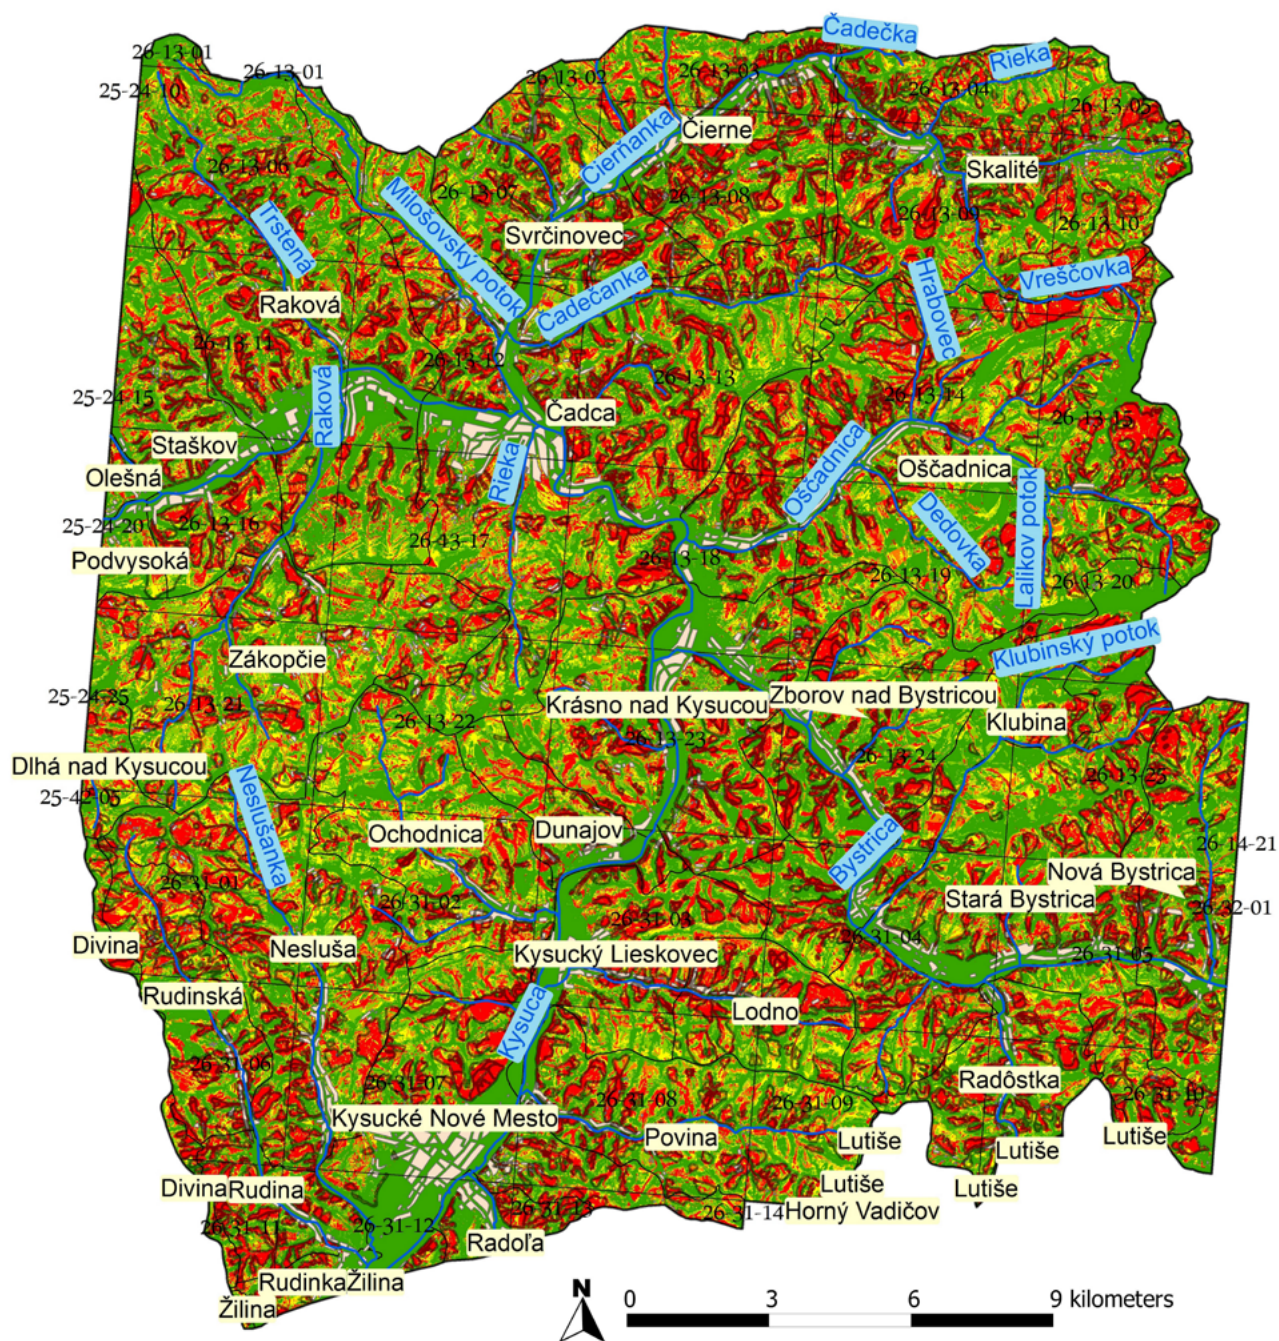 Čadečka
26-13-01
26-13-01
26-13-02
26-13-03
Rieka
25-24-10
26-13-04
26-13-05
Čierňanka
Čierne
26-13-06
Skalité
26-13-07
26-13-08
Milošovský potok
Trstená
26-13-09
26-13-10
Svrčinovec
Hrabovec
Vreščovka
Čadečanka
Raková
26-13-11
26-13-12
26-13-13
26-13-14
25-24-15
Raková
Čadca
26-13-15
Staškov
Oščadnica
Oščadnica
Olešná
Rieka
Lalikov potok
25-24-20
26-13-16
Dedovka
26-13-17
Podvysoká
26-13-18
26-13-19
26-13-20
Klubinský potok
Zákopčie
25-24-25
26-13-21
Krásno nad Kysucou
Zborov nad Bystricou
26-13-22
Klubina
26-13-23
26-13-24
Dlhá nad Kysucou
26-13-25
25-42-05
Neslušanka
Ochodnica
Dunajov
Bystrica
26-14-21
Nová Bystrica
26-31-01
26-31-02
Stará Bystrica
26-32-01
26-31-03
26-31-04
Divina
Nesluša
Kysucký Lieskovec
26-31-05
Rudinská
Kysuca
Lodno
26-31-06
26-31-07
Radôstka
26-31-08
26-31-09
26-31-10
Kysucké Nové Mesto
Povina
Lutiše
Lutiše
Lutiše
Divina
Rudina
Lutiše
Lutiše
26-31-11
26-31-12
26-31-13
26-31-14
Horný Vadičov
Radoľa
Rudinka
Žilina
Žilina
N
0
3
6
9 kilometers